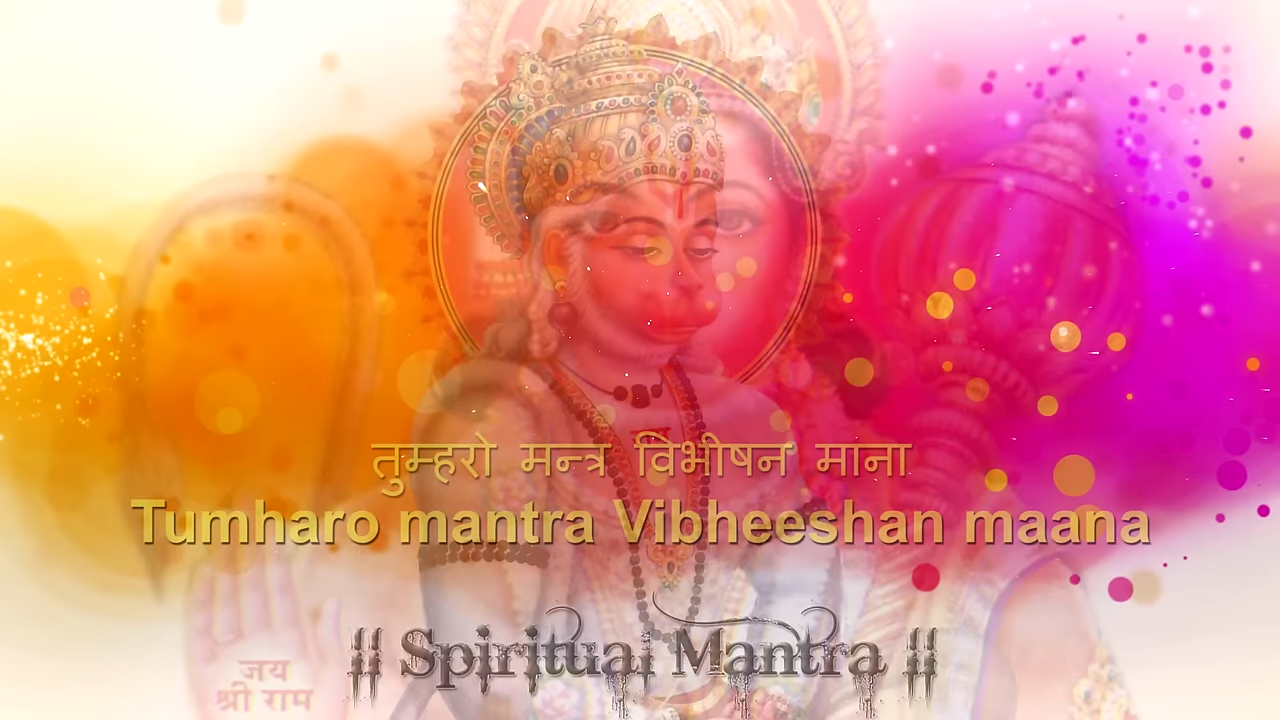 तुम्हरो मन्त्र विभीषन माना
Tumharo mantra Vibheeshan maana
|| Spiritual Mantra ||
जय
श्री राम